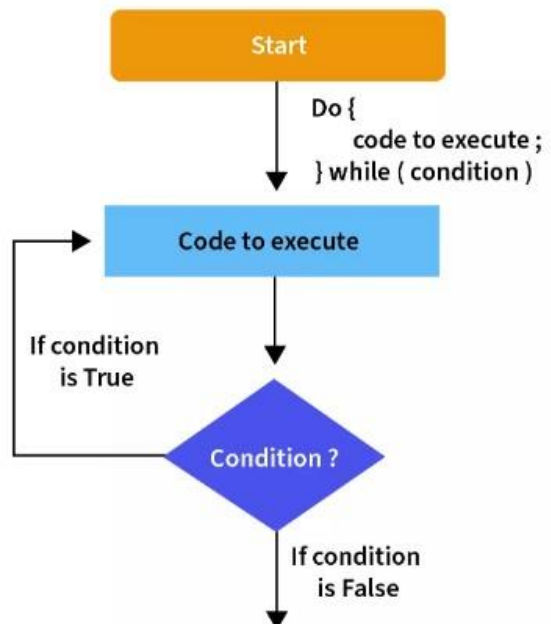 Start
Do {
code to execute ;
} while ( condition )
Code to execute
If condition
is True
Condition ?
If condition
is False